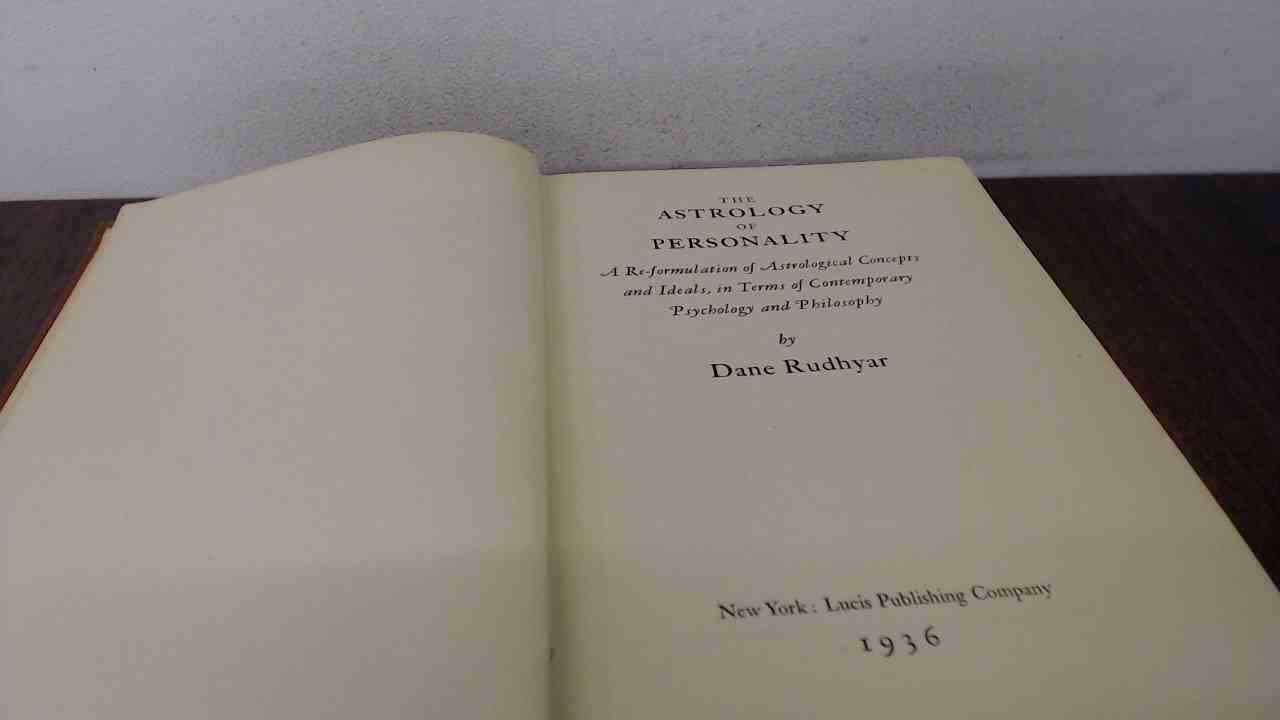 THE
ASTROLOGY
OF
PERSONALITY
A Re-formulation of Astrological Concepts
and Ideals, in Terms of Contemporary
Psychology and Philosophy
by
Dane Rudhyar
New York: Lucis Publishing Company
1936